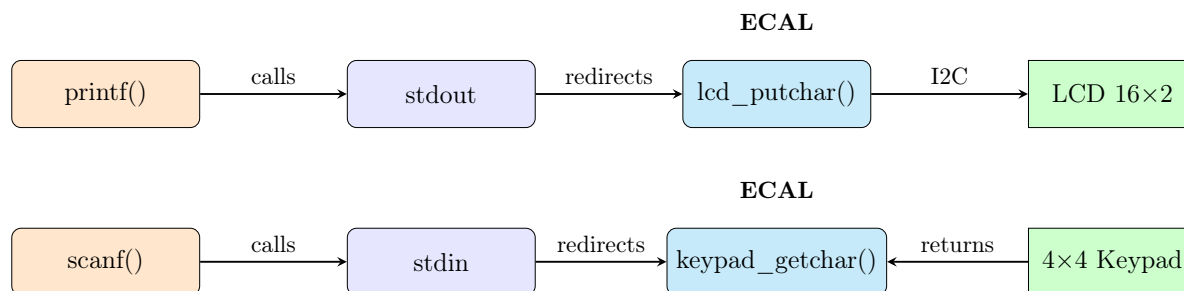 ECAL
printf() calls stdout redirects lcd_putchar() I2C LCD 16×2
ECAL
scanf() calls stdin redirects keypad_getchar() returns 4×4 Keypad